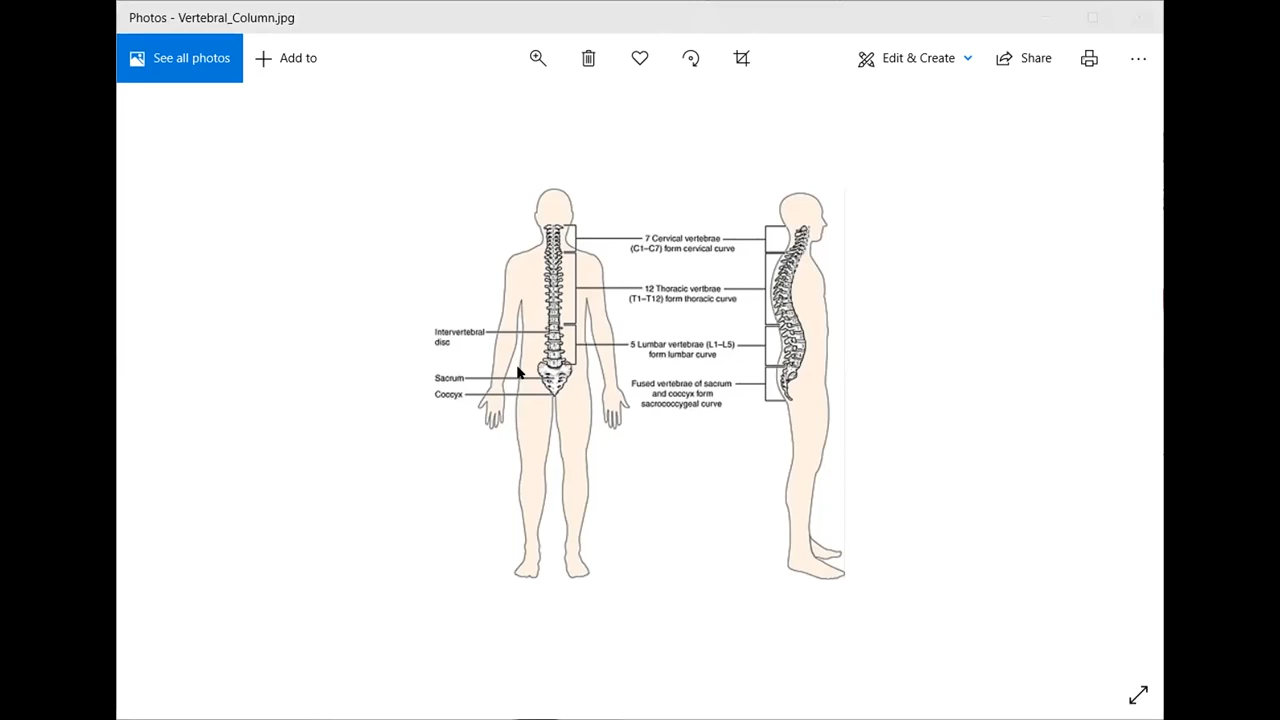 Photos - Vertebral_Column.jpg
See all photos
Add to
Edit & Create
Share
7 Cervical vertebrae
(C1–C7) form cervical curve
12 Thoracic vertbrae
(T1–T12) form thoracic curve
Intervertebral
disc
5 Lumbar vertebrae (L1–L5)
form lumbar curve
Sacrum
Coccyx
Fused vertebrae of sacrum
and coccyx form
sacrococcygeal curve